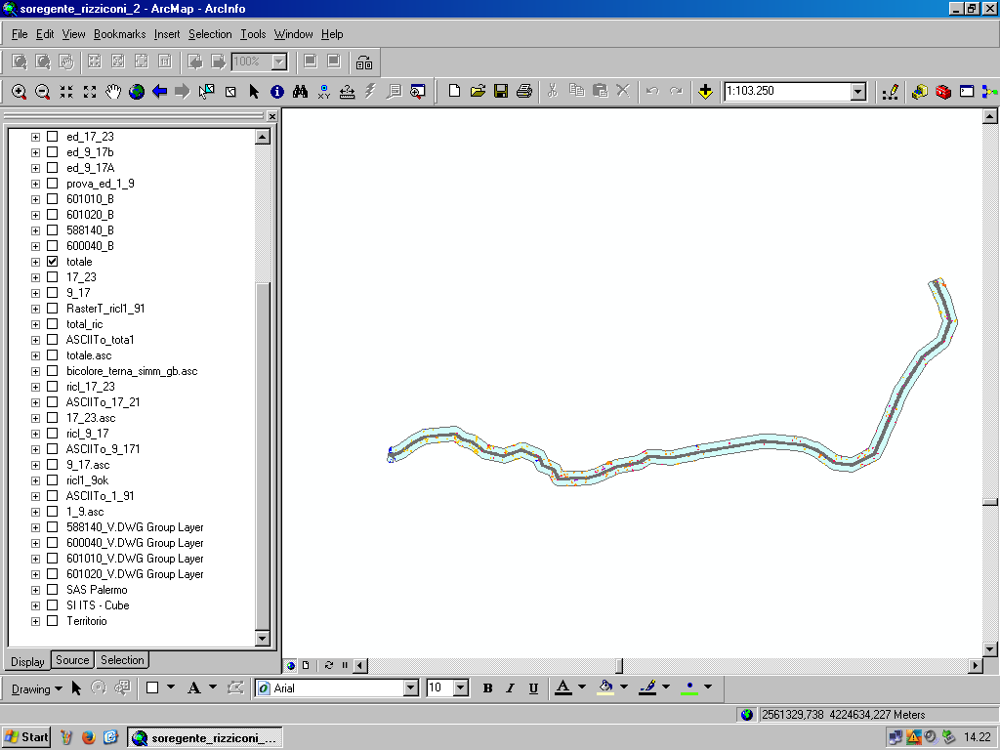 soregente_rizziconi_2 - ArcMap - ArcInfo
File Edit View Bookmarks Insert Selection Tools Window Help
100%
1:103.250
ed_17_23
ed_9_17b
ed_9_17A
prova_ed_1_9
601010_B
601020_B
588140_B
600040_B
totale
17_23
9_17
RasterT_ricl1_91
total_ric
ASCIITo_tota1
totale.asc
bicolore_terna_simm_gb.asc
ricl_17_23
ASCIITo_17_21
17_23.asc
ricl_9_17
ASCIITo_9_171
9_17.asc
ricl1_9ok
ASCIITo_1_91
1_9.asc
588140_V.DWG Group Layer
600040_V.DWG Group Layer
601010_V.DWG Group Layer
601020_V.DWG Group Layer
SAS Palermo
SI ITS - Cube
Territorio
Display Source Selection
Drawing A Arial 10 B I U A
2561329,738 4224634,227 Meters
Start soregente_rizziconi_... 14.22